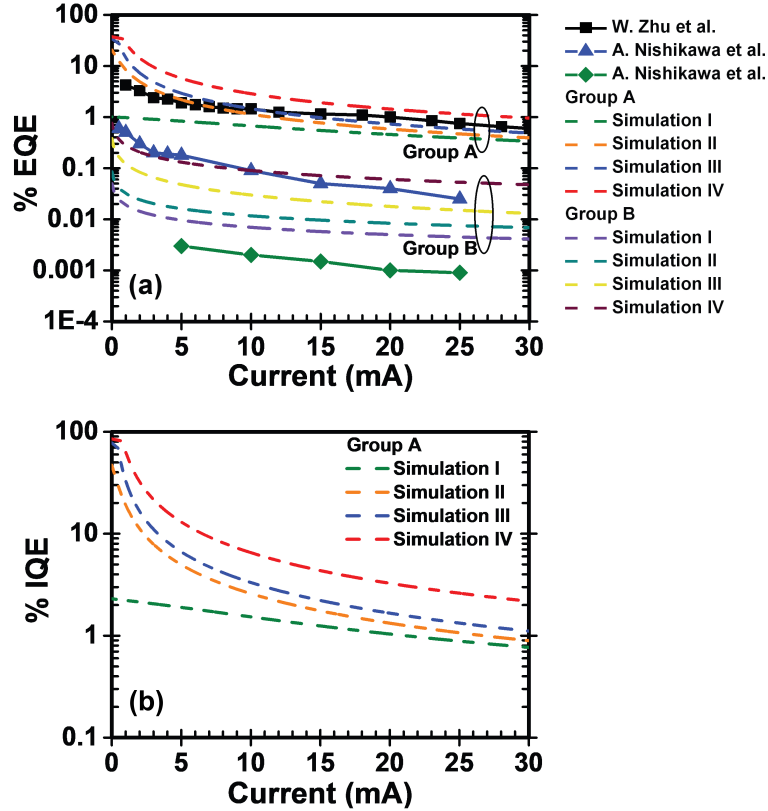 100
10
1
0.1
0.01
0.001
1E-4
% EQE
Group A
Group B
(a)
0 5 10 15 20 25 30
Current (mA)
W. Zhu et al.
A. Nishikawa et al.
A. Nishikawa et al.
Group A
Simulation I
Simulation II
Simulation III
Simulation IV
Group B
Simulation I
Simulation II
Simulation III
Simulation IV
100
10
1
0.1
% IQE
Group A
Simulation I
Simulation II
Simulation III
Simulation IV
(b)
0 5 10 15 20 25 30
Current (mA)